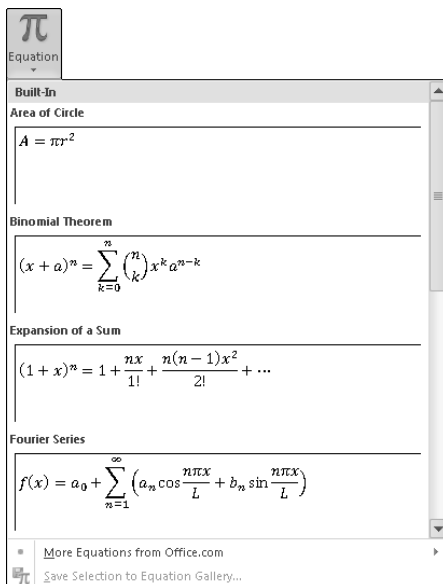 π
Equation
Built-In
Area of Circle
A = πr²
Binomial Theorem
(x + a)ⁿ = ∑ₖ₌₀ⁿ (n k) xᵏaⁿ⁻ᵏ
Expansion of a Sum
(1 + x)ⁿ = 1 + nx/1! + n(n − 1)x²/2! + ⋯
Fourier Series
f(x) = a₀ + ∑ₙ₌₁^∞ (aₙ cos nπx/L + bₙ sin nπx/L)
More Equations from Office.com
Save Selection to Equation Gallery...